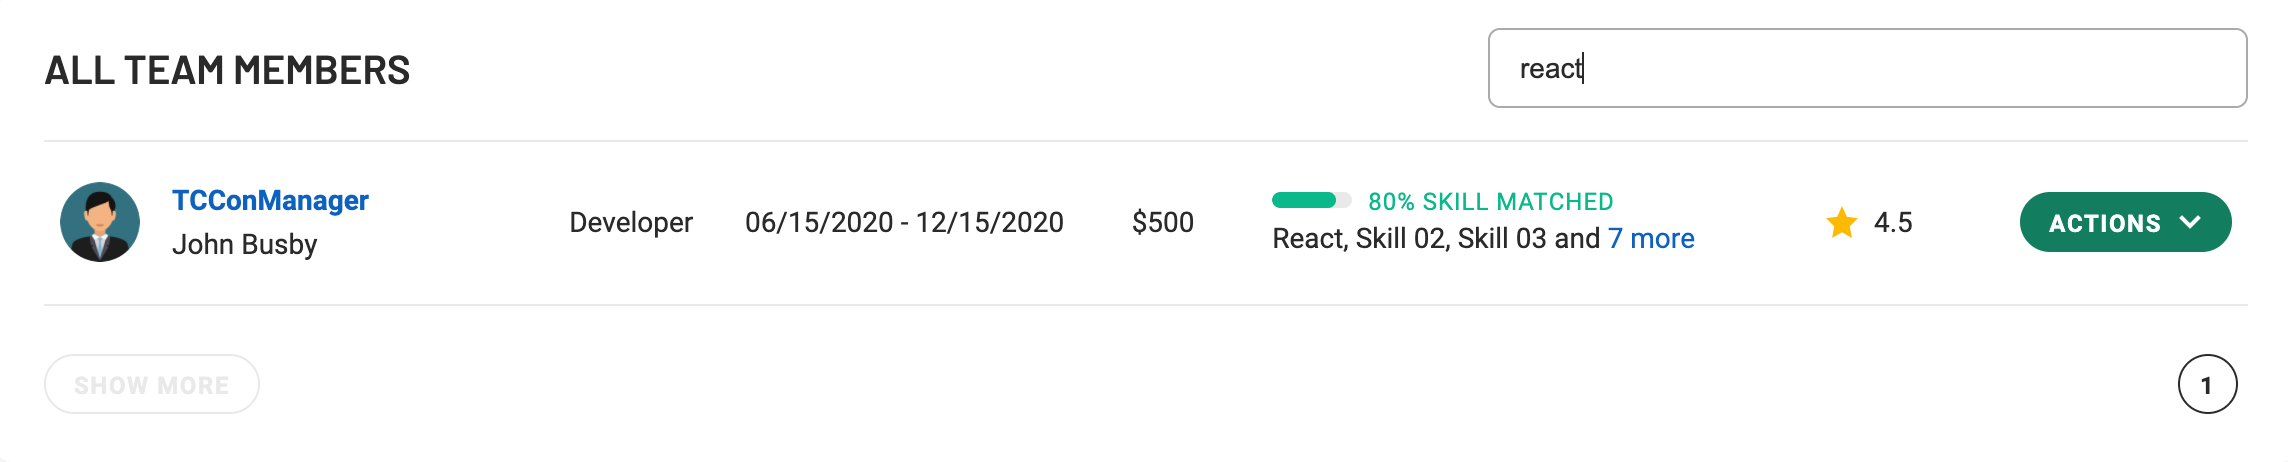 ALL TEAM MEMBERS
react
TCConManager
John Busby
Developer
06/15/2020 - 12/15/2020
$500
80% SKILL MATCHED
React, Skill 02, Skill 03 and 7 more
4.5
ACTIONS
SHOW MORE
1